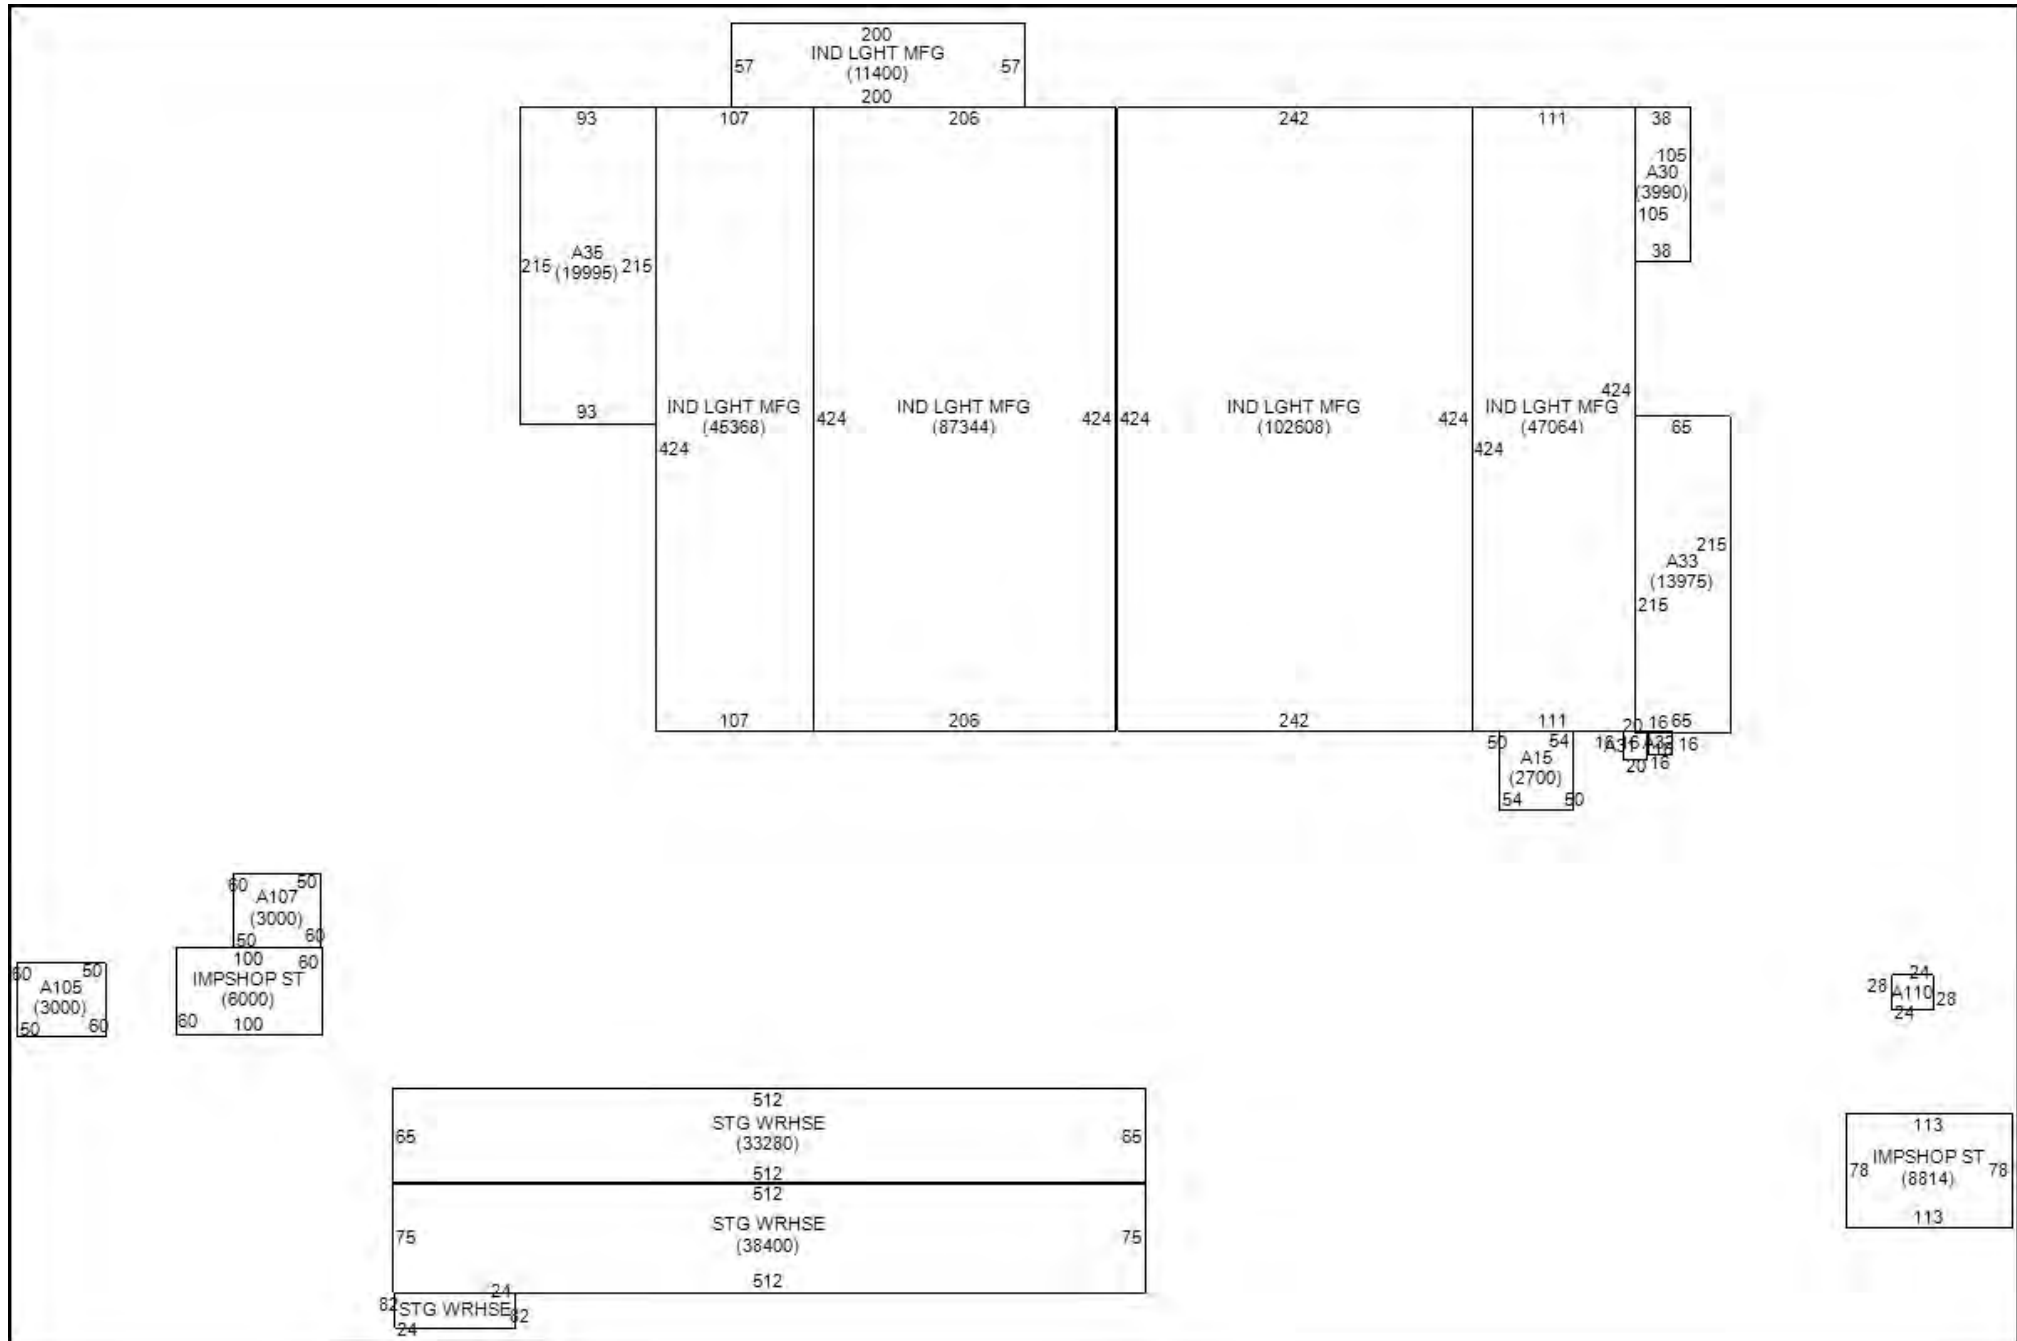 200
IND LGHT MFG
57 (11400) 57
200
93 107 206 242 111 38
105
A30
(3990)
105
38
A35
215 (19995) 215
93
IND LGHT MFG
(45368)
424
424
IND LGHT MFG
(87344)
424 424
IND LGHT MFG
(102608)
424
IND LGHT MFG
(47064)
424
424
65
215
A33
(13975)
215
107 206 242 111 20 16 65
50 54
A15
(2700)
54 50
16 16 A32 16
A31 16
20 16
60 50
A107
(3000)
50 60
100 60
IMPSHOP ST
(6000)
60 100
60 50
A105
(3000)
50 60
24
28 A110 28
24
512
STG WRHSE
65 (33280) 65
512
512
STG WRHSE
75 (38400) 75
512
24
82 STG WRHSE 82
24
113
78 IMPSHOP ST 78
(8814)
113